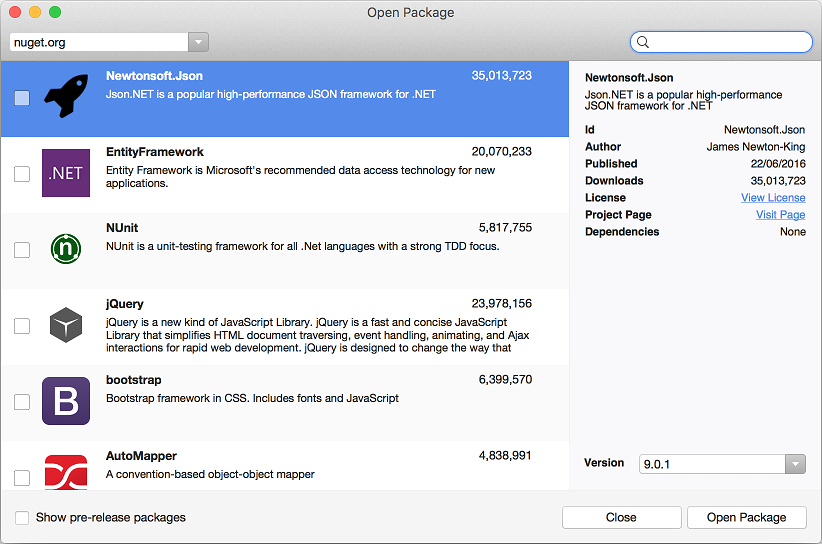 Open Package
nuget.org
Newtonsoft.Json 35,013,723
Json.NET is a popular high-performance JSON framework for .NET
.NET
EntityFramework 20,070,233
Entity Framework is Microsoft's recommended data access technology for new
applications.
n
NUnit 5,817,755
NUnit is a unit-testing framework for all .Net languages with a strong TDD focus.
jQuery 23,978,156
jQuery is a new kind of JavaScript Library. jQuery is a fast and concise JavaScript
Library that simplifies HTML document traversing, event handling, animating, and Ajax
interactions for rapid web development. jQuery is designed to change the way that
B
bootstrap 6,399,570
Bootstrap framework in CSS. Includes fonts and JavaScript
AutoMapper 4,838,991
A convention-based object-object mapper
Newtonsoft.Json
Json.NET is a popular high-performance
JSON framework for .NET
Id Newtonsoft.Json
Author James Newton-King
Published 22/06/2016
Downloads 35,013,723
License View License
Project Page Visit Page
Dependencies None
Version 9.0.1
Show pre-release packages
Close
Open Package